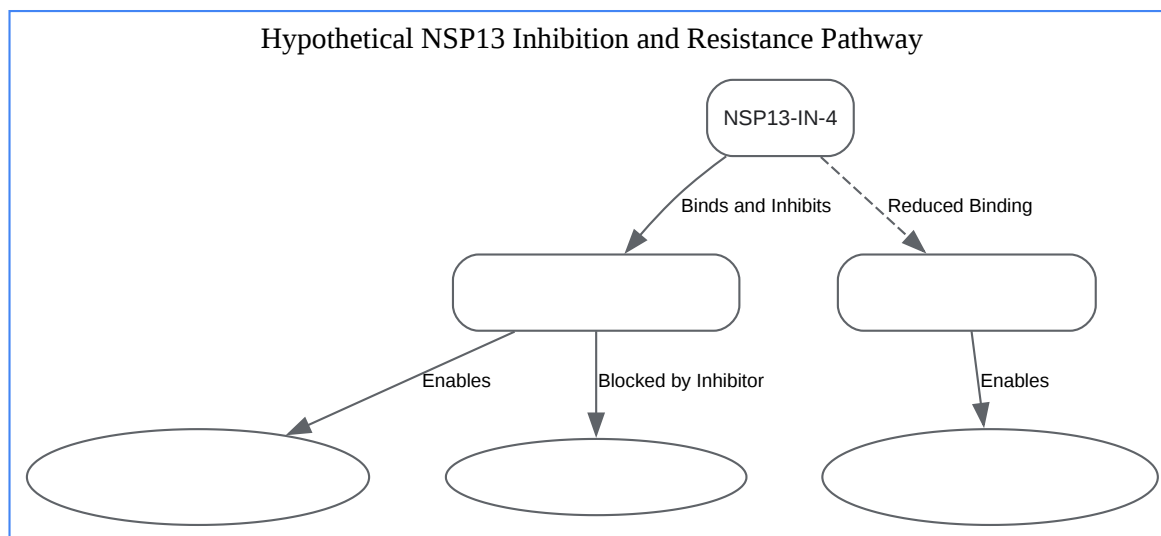 Hypothetical NSP13 Inhibition and Resistance Pathway
NSP13-IN-4
Binds and Inhibits
Reduced Binding
Enables
Blocked by Inhibitor
Enables